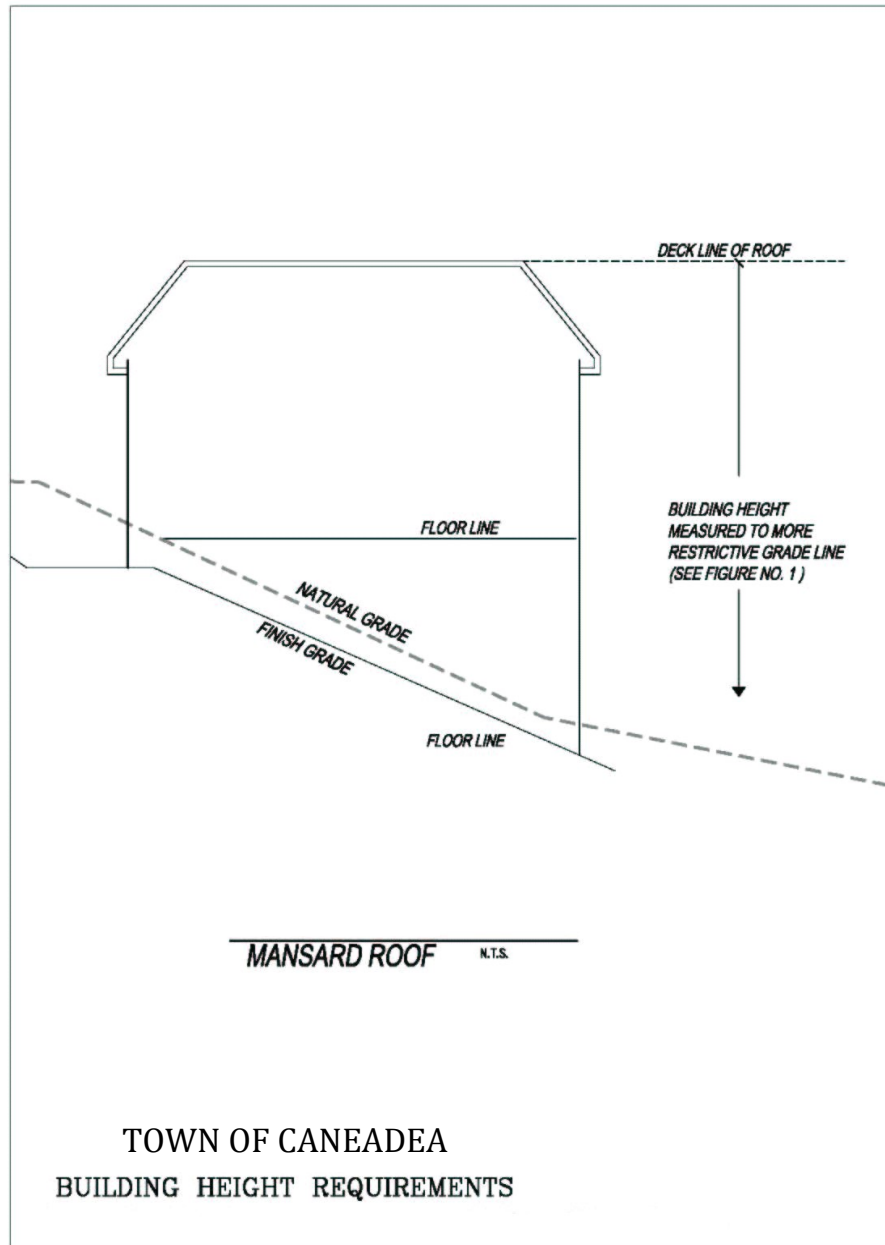 DECK LINE OF ROOF
BUILDING HEIGHT
MEASURED TO MORE
RESTRICTIVE GRADE LINE
(SEE FIGURE NO. 1 )
FLOOR LINE
NATURAL GRADE
FINISH GRADE
FLOOR LINE
MANSARD ROOF N.T.S.
TOWN OF CANEADEA
BUILDING HEIGHT REQUIREMENTS